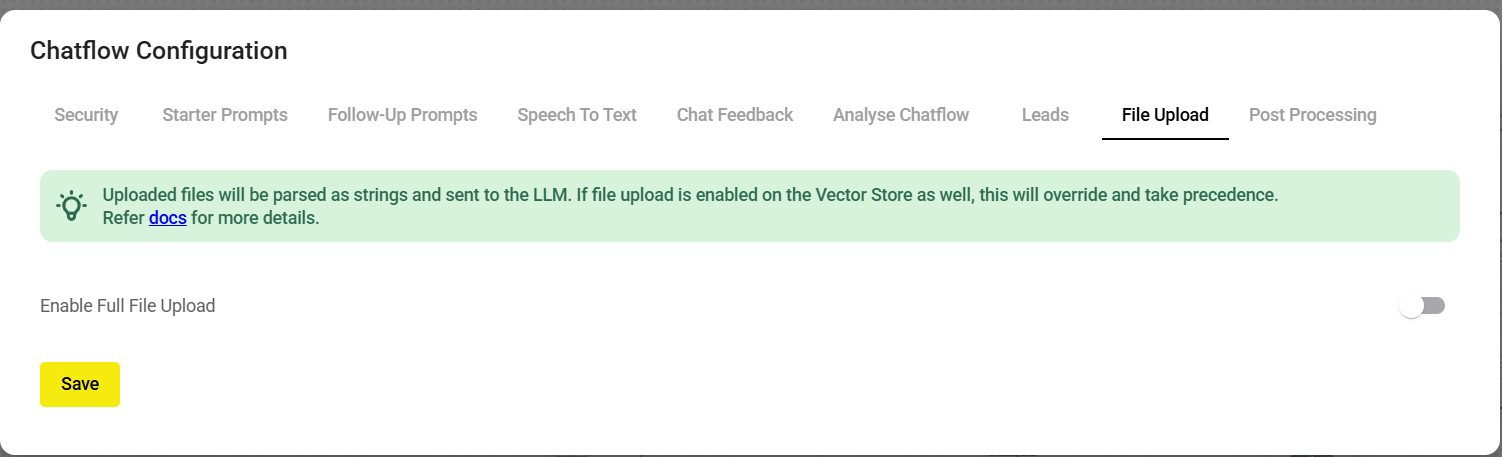 Chatflow Configuration
Security Starter Prompts Follow-Up Prompts Speech To Text Chat Feedback Analyse Chatflow Leads File Upload Post Processing
Uploaded files will be parsed as strings and sent to the LLM. If file upload is enabled on the Vector Store as well, this will override and take precedence.
Refer docs for more details.
Enable Full File Upload
Save